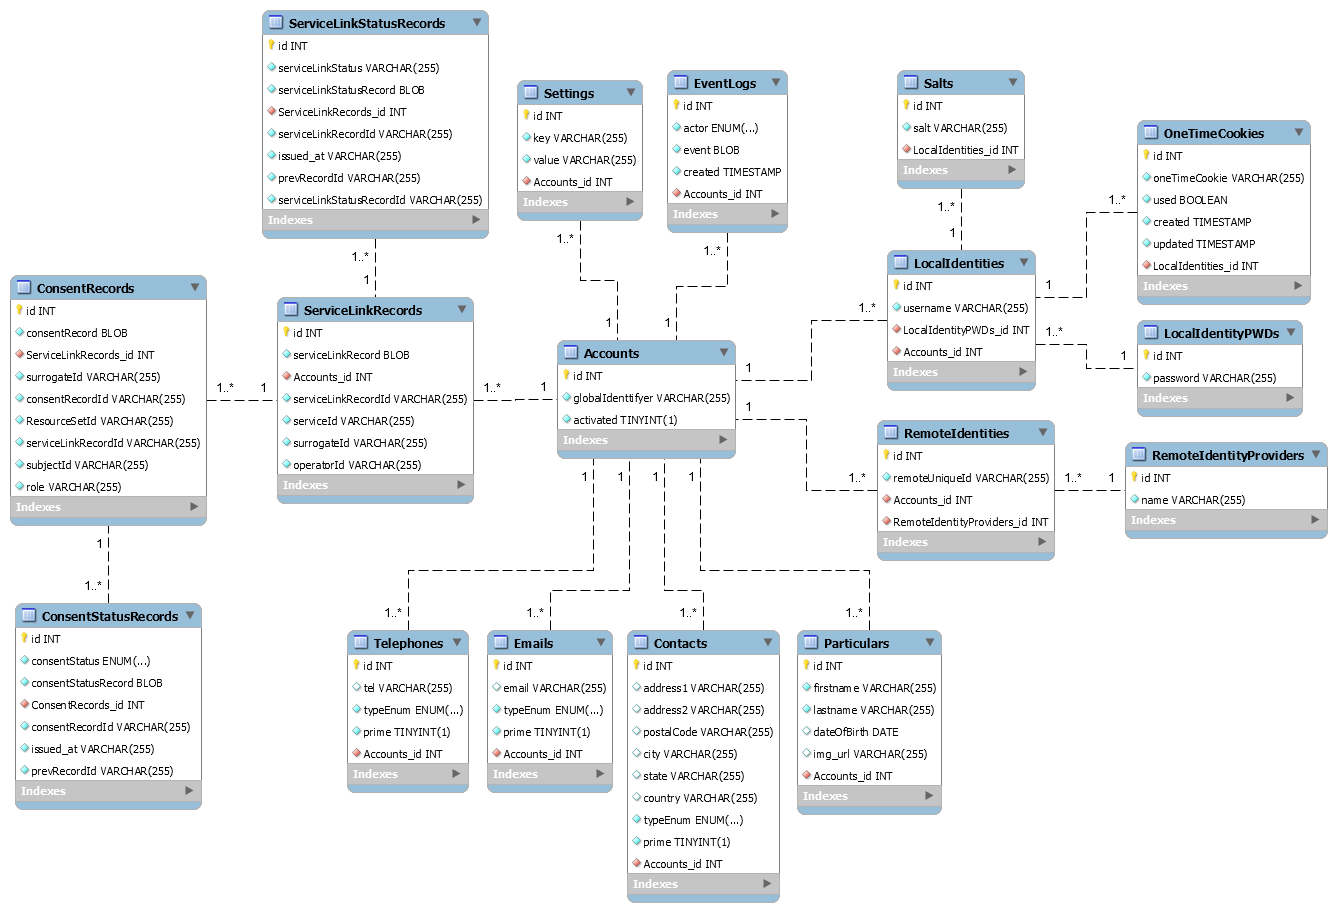 ServiceLinkStatusRecords
id INT
serviceLinkStatus VARCHAR(255)
serviceLinkStatusRecord BLOB
ServiceLinkRecords_id INT
serviceLinkRecordId VARCHAR(255)
issued_at VARCHAR(255)
prevRecordId VARCHAR(255)
serviceLinkStatusRecordId VARCHAR(255)
Indexes
1..*
1
Settings
id INT
key VARCHAR(255)
value VARCHAR(255)
Accounts_id INT
Indexes
1..*
1
EventLogs
id INT
actor ENUM(...)
event BLOB
created TIMESTAMP
Accounts_id INT
Indexes
1..*
1
Salts
id INT
salt VARCHAR(255)
LocalIdentities_id INT
Indexes
1..*
1
OneTimeCookies
id INT
oneTimeCookie VARCHAR(255)
used BOOLEAN
created TIMESTAMP
updated TIMESTAMP
LocalIdentities_id INT
Indexes
1..*
1
ConsentRecords
id INT
consentRecord BLOB
ServiceLinkRecords_id INT
surrogateId VARCHAR(255)
consentRecordId VARCHAR(255)
ResourceSetId VARCHAR(255)
serviceLinkRecordId VARCHAR(255)
subjectId VARCHAR(255)
role VARCHAR(255)
Indexes
1..*
1
ServiceLinkRecords
id INT
serviceLinkRecord BLOB
Accounts_id INT
serviceLinkRecordId VARCHAR(255)
serviceId VARCHAR(255)
surrogateId VARCHAR(255)
operatorId VARCHAR(255)
Indexes
1..*
1
Accounts
id INT
globalIdenttifyer VARCHAR(255)
activated TINYINT(1)
Indexes
1
1..*
LocalIdentities
id INT
username VARCHAR(255)
LocalIdentityPWDs_id INT
Accounts_id INT
Indexes
1..*
1
LocalIdentityPWDs
id INT
password VARCHAR(255)
Indexes
1
1..*
RemoteIdentities
id INT
remoteUniqueId VARCHAR(255)
Accounts_id INT
RemoteIdentityProviders_id INT
Indexes
1..*
1
RemoteIdentityProviders
id INT
name VARCHAR(255)
Indexes
1
1..*
ConsentStatusRecords
id INT
consentStatus ENUM(...)
consentStatusRecord BLOB
ConsentRecords_id INT
consentRecordId VARCHAR(255)
issued_at VARCHAR(255)
prevRecordId VARCHAR(255)
Indexes
1
1..*
Telephones
id INT
tel VARCHAR(255)
typeEnum ENUM(...)
prime TINYINT(1)
Accounts_id INT
Indexes
1
1..*
Emails
id INT
email VARCHAR(255)
typeEnum ENUM(...)
prime TINYINT(1)
Accounts_id INT
Indexes
1
1..*
Contacts
id INT
address1 VARCHAR(255)
address2 VARCHAR(255)
postalCode VARCHAR(255)
city VARCHAR(255)
state VARCHAR(255)
country VARCHAR(255)
typeEnum ENUM(...)
prime TINYINT(1)
Accounts_id INT
Indexes
1
1..*
Particulars
id INT
firstname VARCHAR(255)
lastname VARCHAR(255)
dateOfBirth DATE
img_url VARCHAR(255)
Accounts_id INT
Indexes